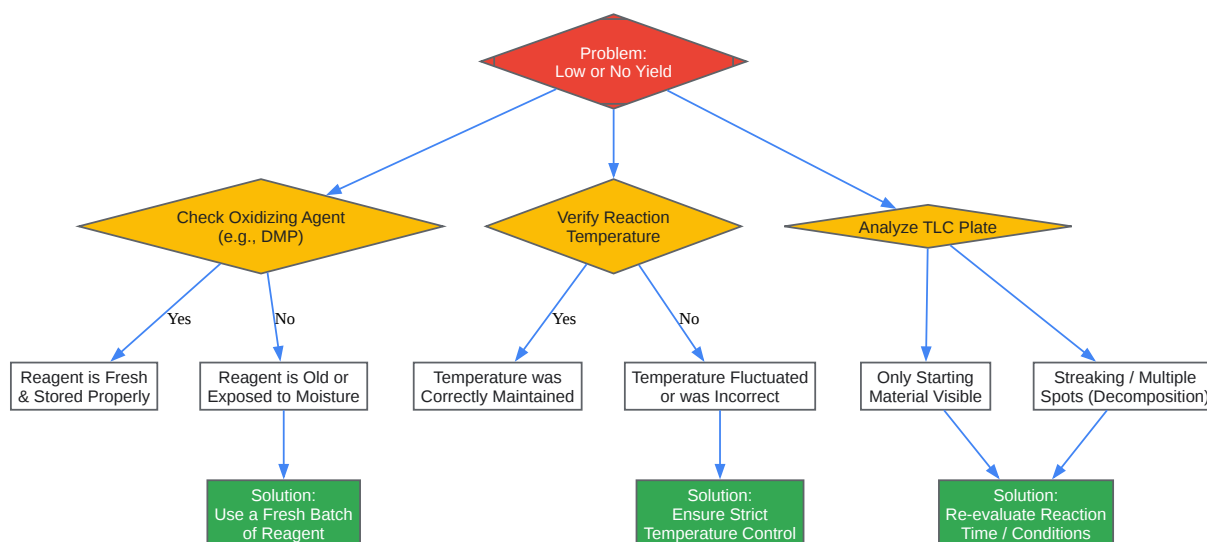 Problem:
Low or No Yield
Check Oxidizing Agent
(e.g., DMP)
Verify Reaction
Temperature
Analyze TLC Plate
Yes
No
Yes
No
Reagent is Fresh
& Stored Properly
Reagent is Old or
Exposed to Moisture
Temperature was
Correctly Maintained
Temperature Fluctuated
or was Incorrect
Only Starting
Material Visible
Streaking / Multiple
Spots (Decomposition)
Solution:
Use a Fresh Batch
of Reagent
Solution:
Ensure Strict
Temperature Control
Solution:
Re-evaluate Reaction
Time / Conditions